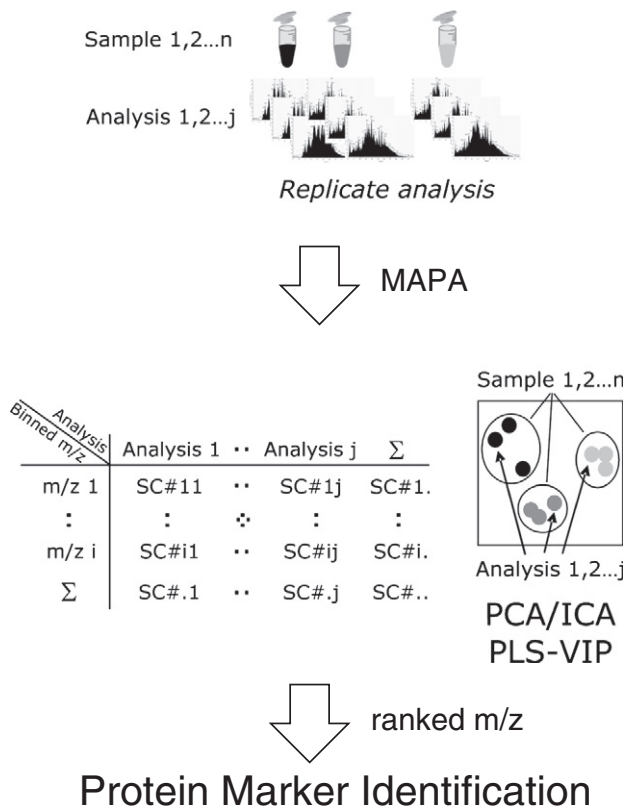 Sample 1,2...n
Analysis 1,2...j
Replicate analysis
MAPA
Analysis
Binned m/z
Analysis 1 ·· Analysis j Σ
m/z 1 SC#11 ·· SC#1j SC#1.
: : ⁘ : :
m/z i SC#i1 ·· SC#ij SC#i.
Σ SC#.1 ·· SC#.j SC#..
Sample 1,2...n
Analysis 1,2...j
PCA/ICA
PLS-VIP
ranked m/z
Protein Marker Identification